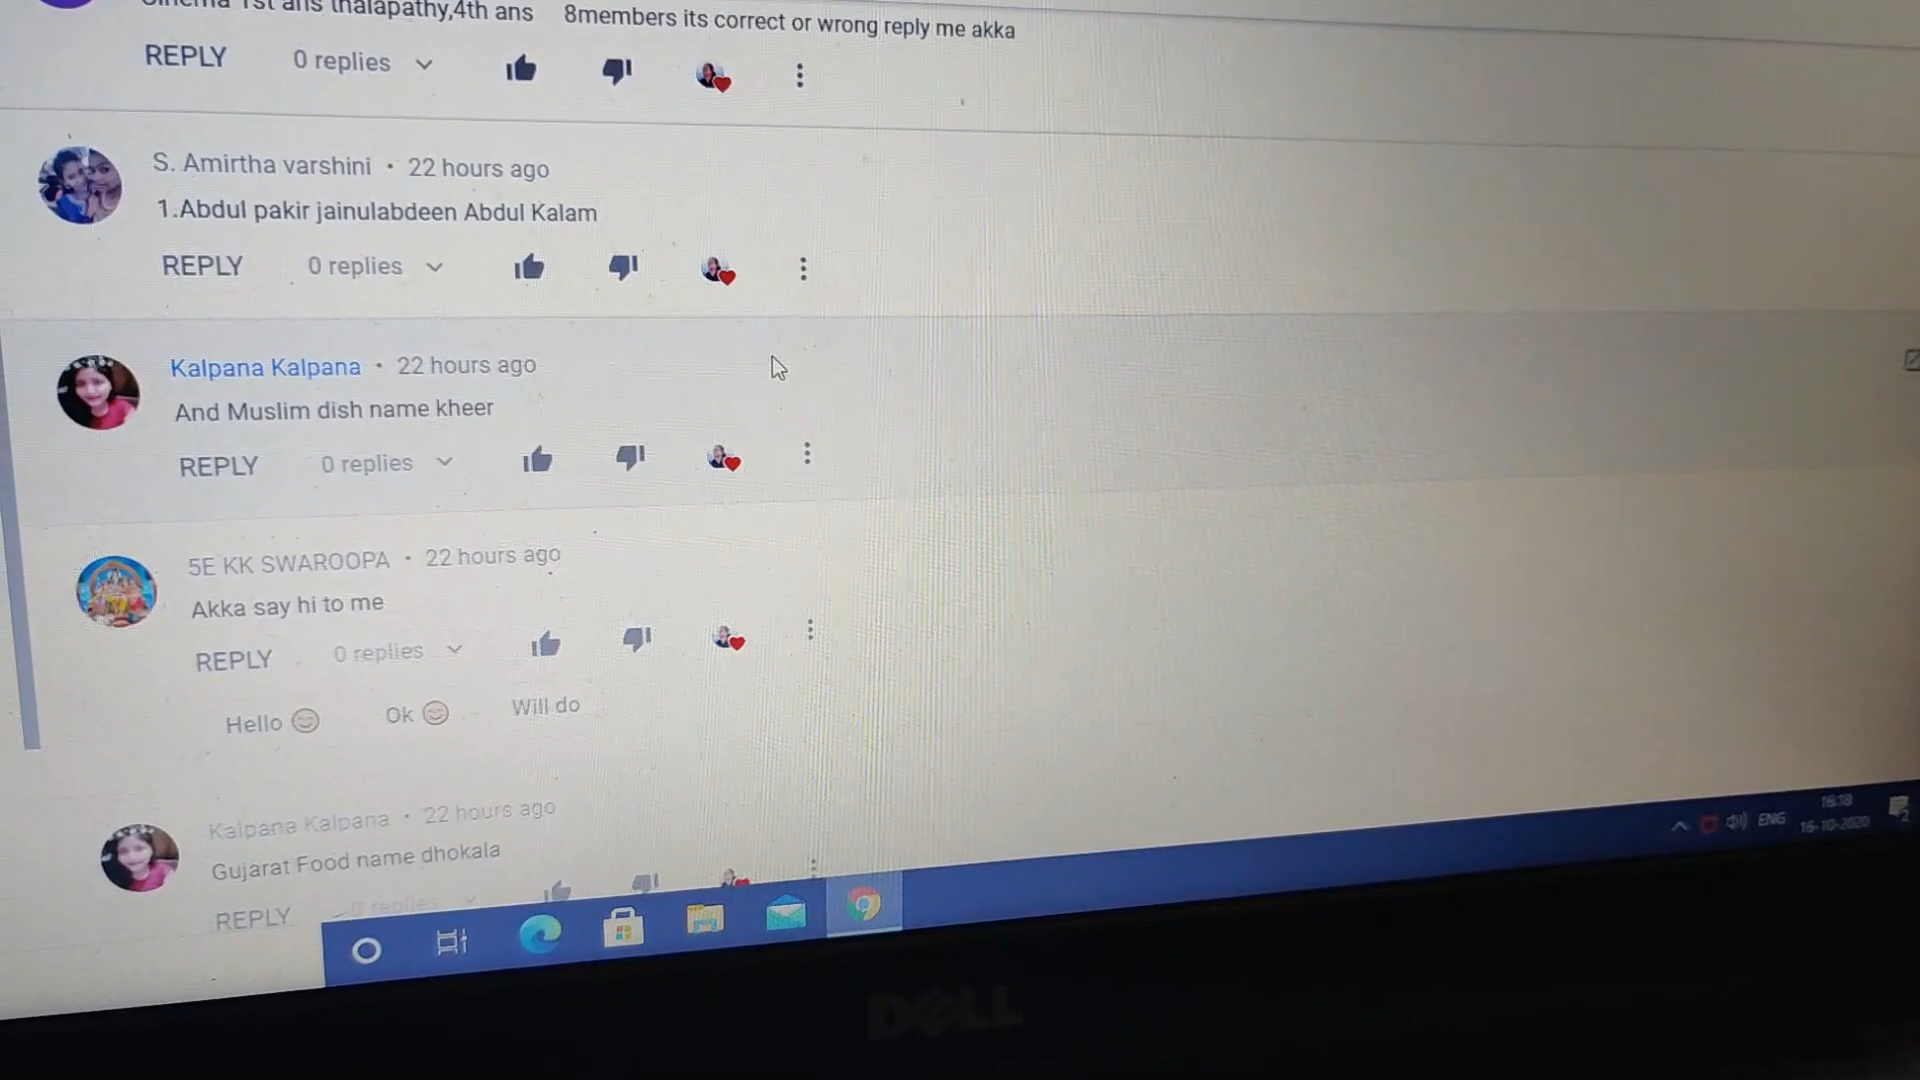 1st ans thalapathy,4th ans 8members its correct or wrong reply me akka
REPLY 0 replies
S. Amirtha varshini • 22 hours ago
1.Abdul pakir jainulabdeen Abdul Kalam
REPLY 0 replies
Kalpana Kalpana • 22 hours ago
And Muslim dish name kheer
REPLY 0 replies
5E KK SWAROOPA • 22 hours ago
Akka say hi to me
REPLY 0 replies
Hello 😊 Ok 😊 Will do
Kalpana Kalpana • 22 hours ago
Gujarat Food name dhokala
REPLY 0 replies
ENG
16:18
16-10-2020
DELL